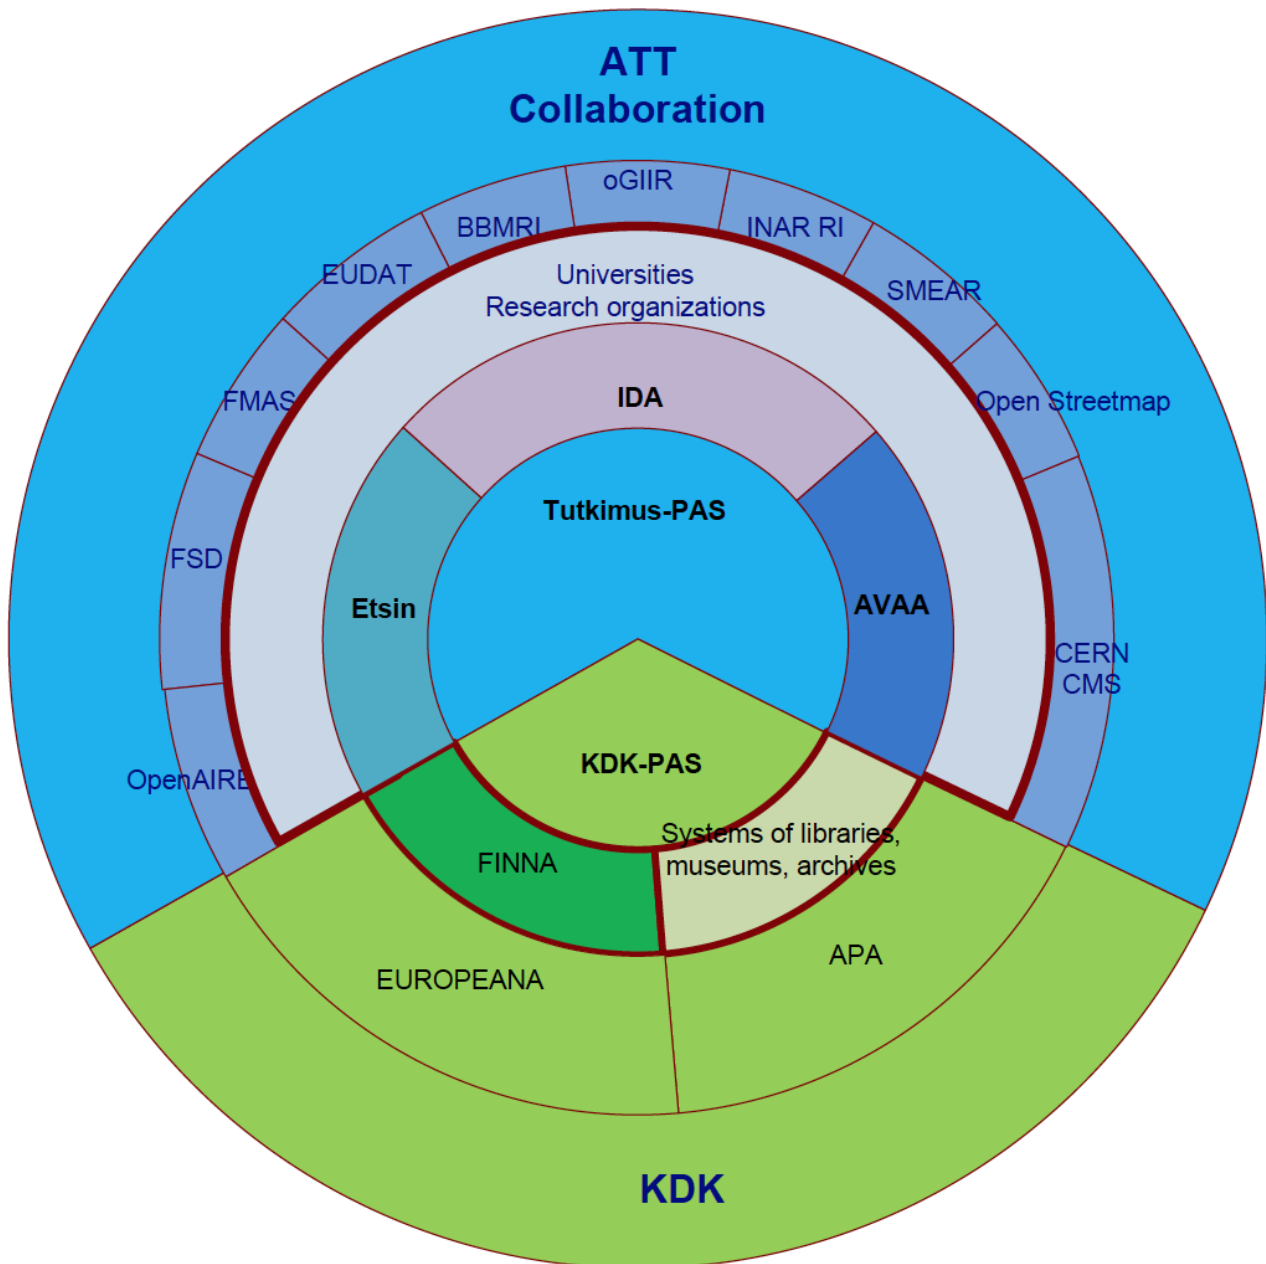 ATT
Collaboration
oGIIR
BBMRI
INAR RI
EUDAT
SMEAR
Universities
Research organizations
FMAS
IDA
Open Streetmap
Tutkimus-PAS
FSD
Etsin
AVAA
CERN
CMS
OpenAIRE
KDK-PAS
FINNA
Systems of libraries,
museums, archives
EUROPEANA
APA
KDK